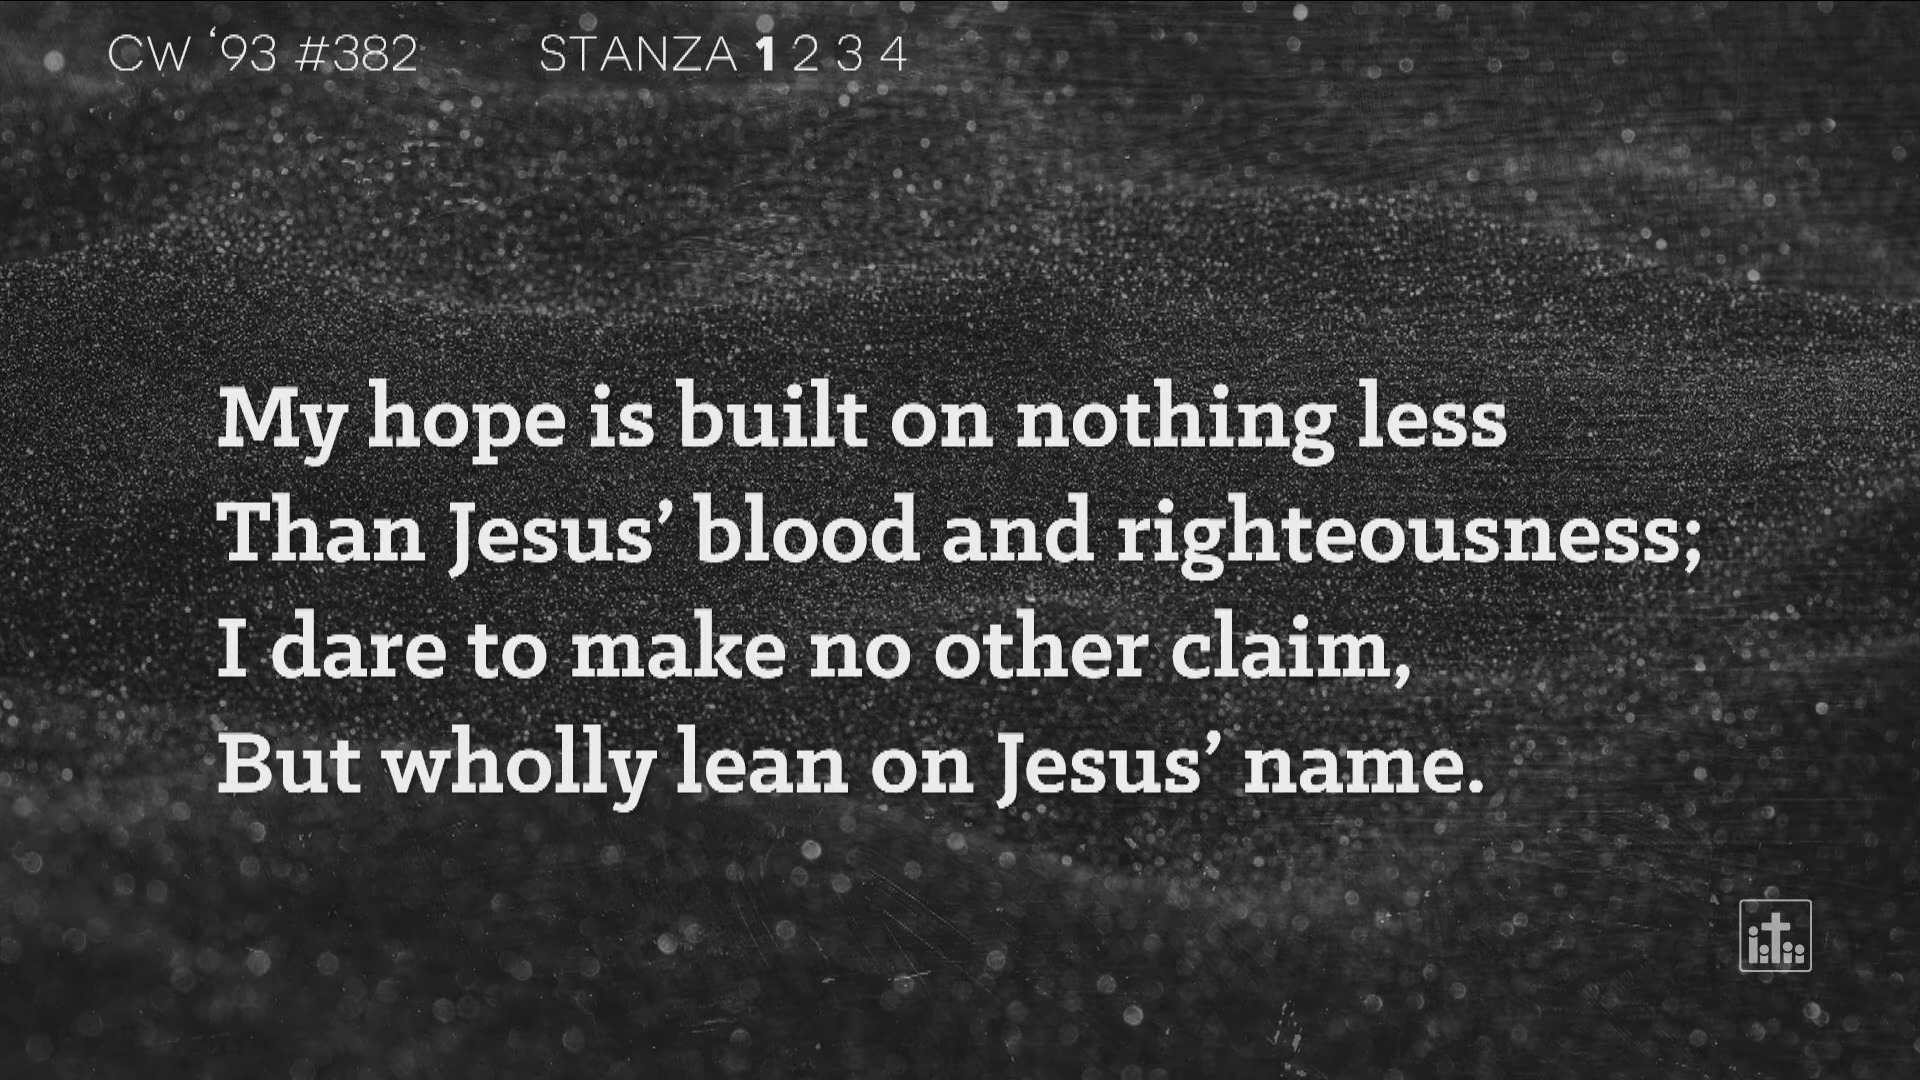 CW ‘93 #382 STANZA 1 2 3 4
My hope is built on nothing less
Than Jesus’ blood and righteousness;
I dare to make no other claim,
But wholly lean on Jesus’ name.